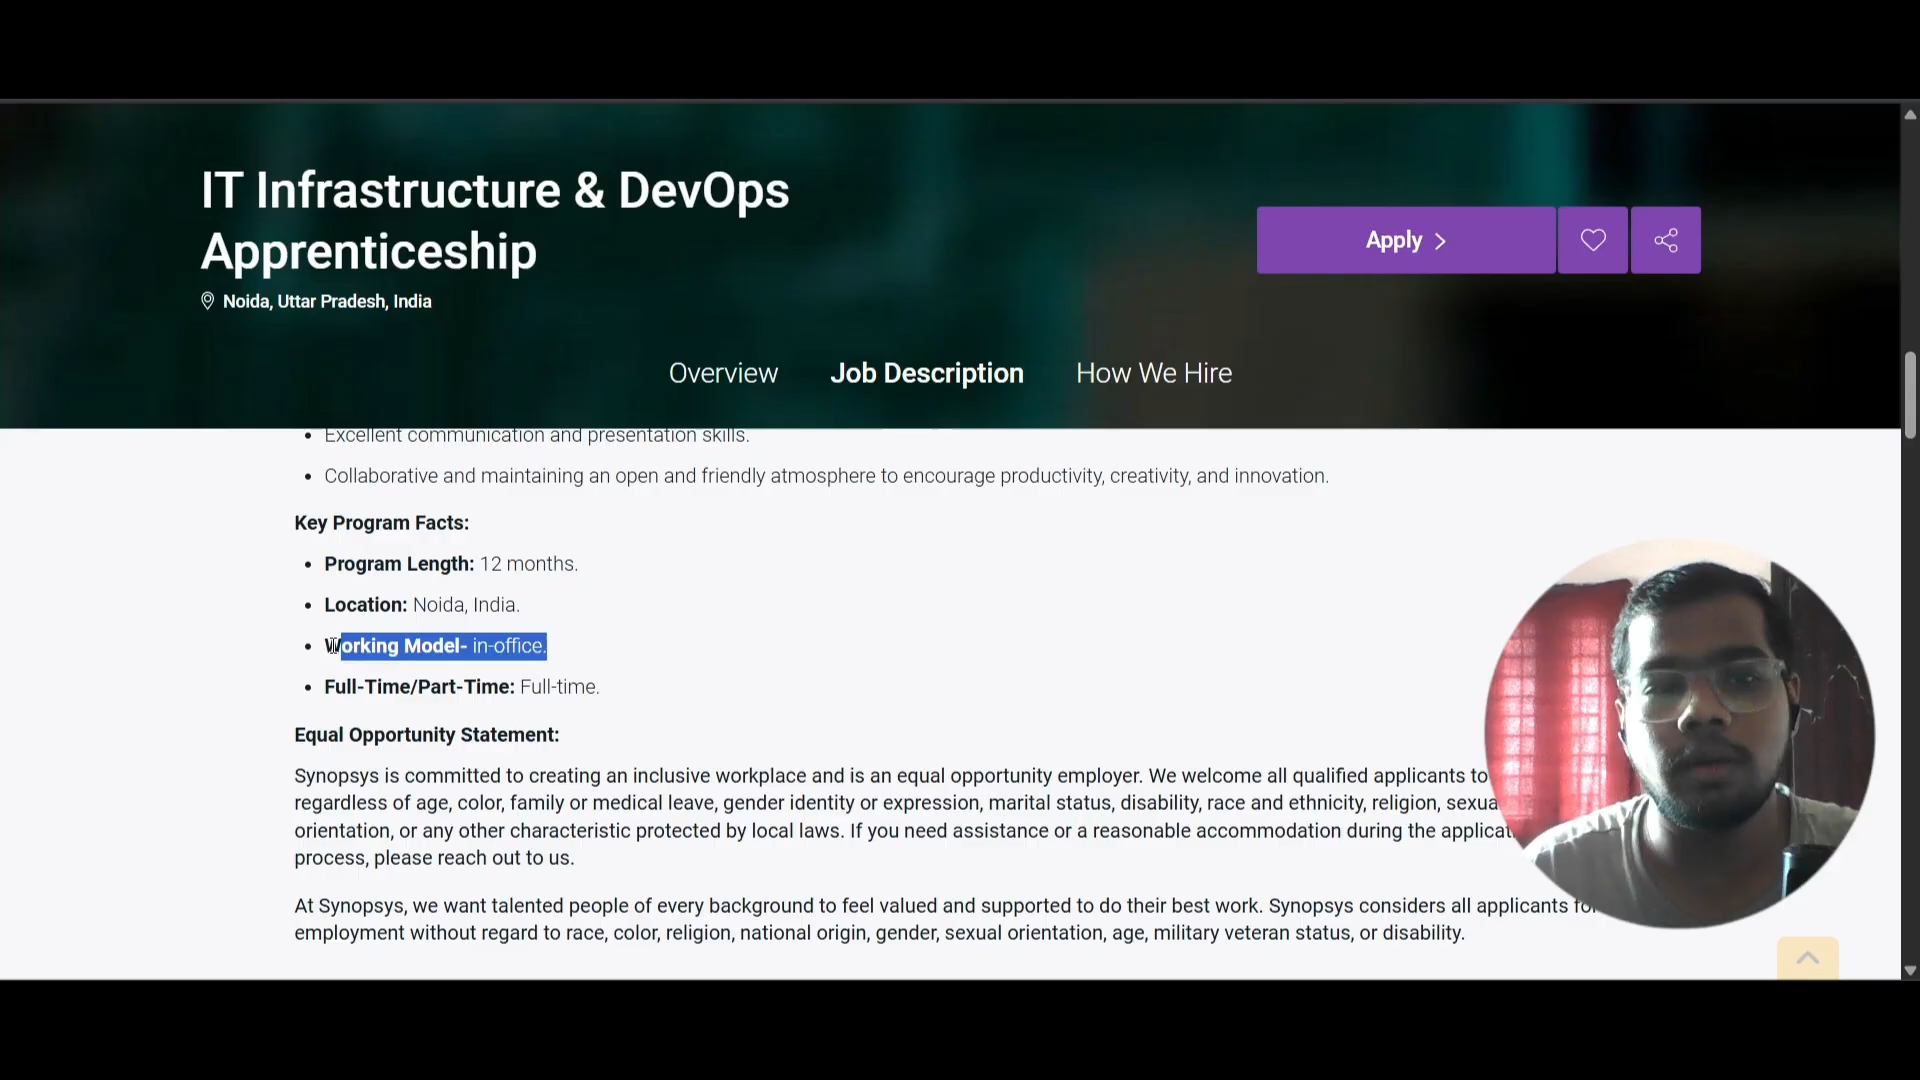 IT Infrastructure & DevOps
Apprenticeship
Noida, Uttar Pradesh, India
Apply
Overview
Job Description
How We Hire
Excellent communication and presentation skills.
Collaborative and maintaining an open and friendly atmosphere to encourage productivity, creativity, and innovation.
Key Program Facts:
Program Length: 12 months.
Location: Noida, India.
Working Model- in-office.
Full-Time/Part-Time: Full-time.
Equal Opportunity Statement:
Synopsys is committed to creating an inclusive workplace and is an equal opportunity employer. We welcome all qualified applicants to
regardless of age, color, family or medical leave, gender identity or expression, marital status, disability, race and ethnicity, religion,
orientation, or any other characteristic protected by local laws. If you need assistance or a reasonable accommodation during the
process, please reach out to us.
At Synopsys, we want talented people of every background to feel valued and supported to do their best work. Synopsys considers all applicants
employment without regard to race, color, religion, national origin, gender, sexual orientation, age, military veteran status, or disability.